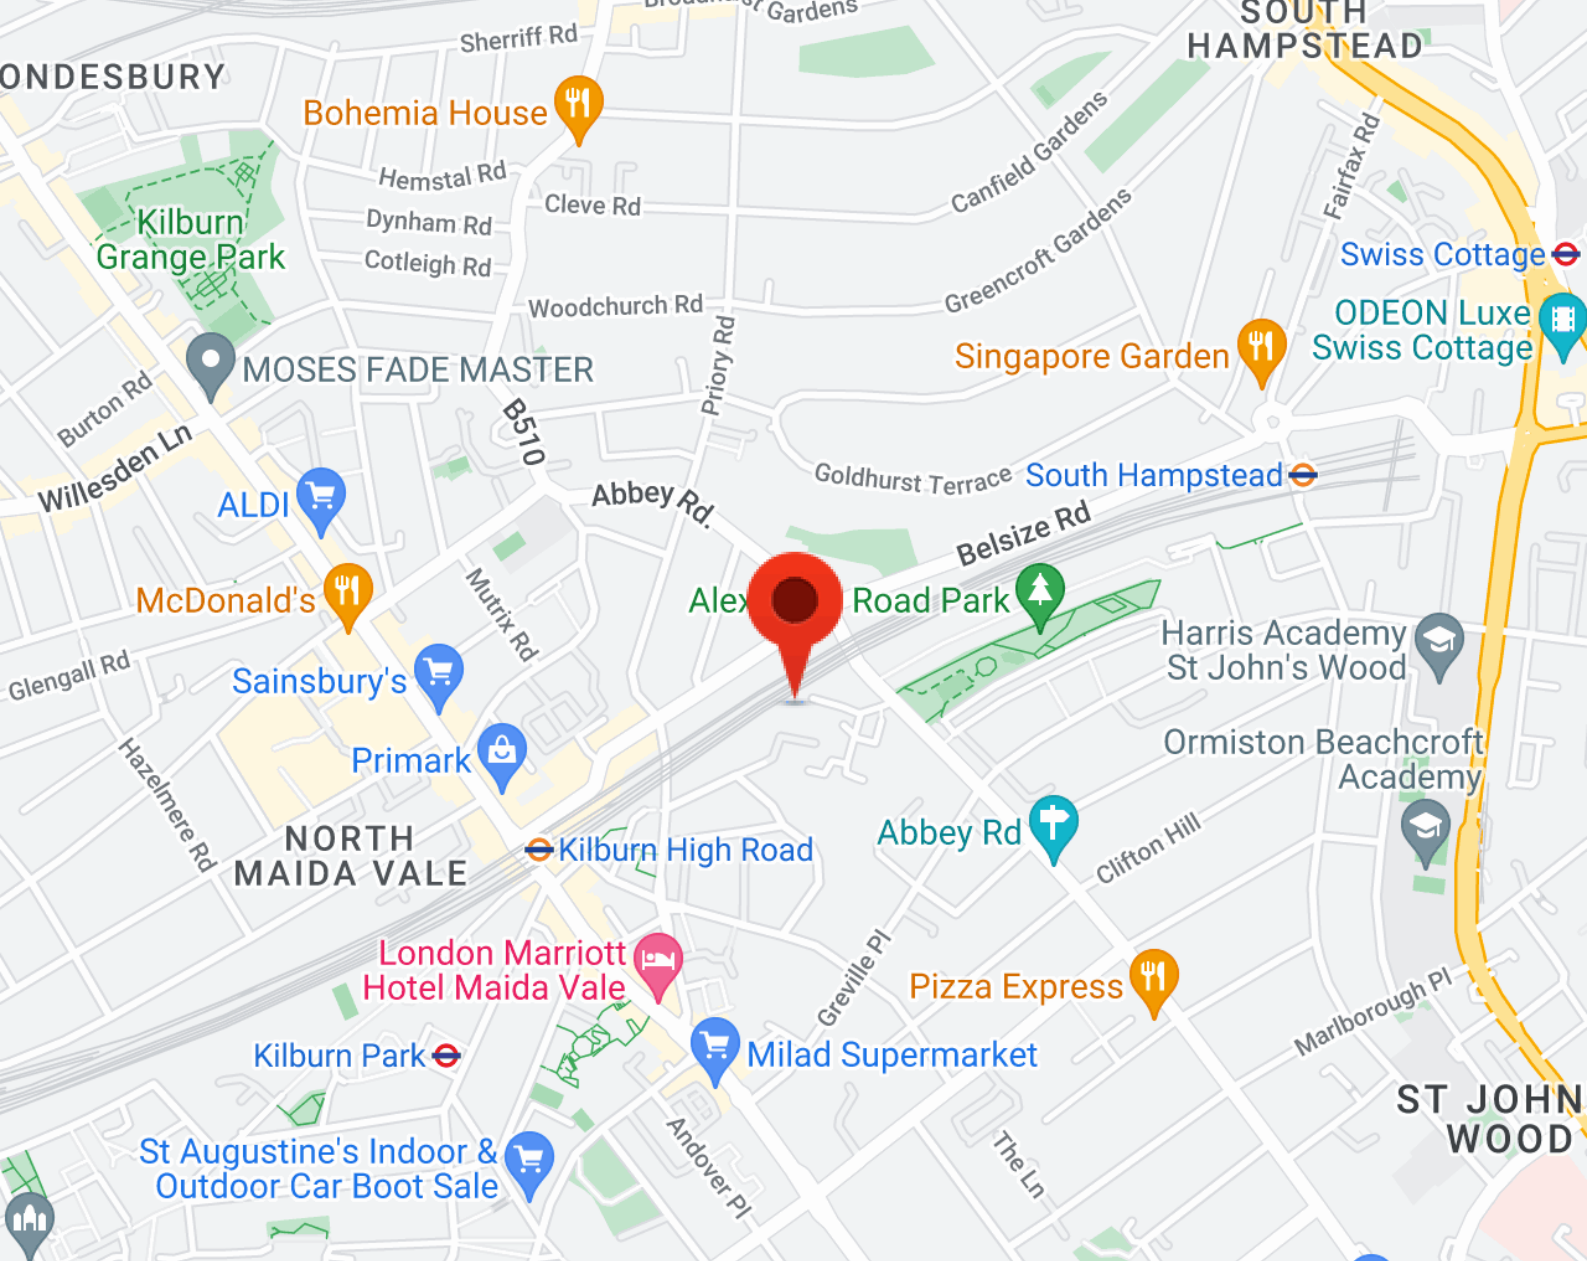 SOUTH
HAMPSTEAD
Gardens
Sherriff Rd
ONDESBURY
Bohemia House
Canfield Gardens
Fairfax Rd
Hemstal Rd
Cleve Rd
Dynham Rd
Kilburn
Grange Park
Cotleigh Rd
Greencroft Gardens
Swiss Cottage
Woodchurch Rd
ODEON Luxe
Swiss Cottage
Priory Rd
Singapore Garden
MOSES FADE MASTER
Burton Rd
B510
Willesden Ln
Goldhurst Terrace
South Hampstead
ALDI
Abbey Rd.
Belsize Rd
McDonald's
Mutrix Rd
Alex
Road Park
Harris Academy
St John's Wood
Glengall Rd
Sainsbury's
Primark
Ormiston Beachcroft
Academy
Hazelmere Rd
NORTH
MAIDA VALE
Kilburn High Road
Abbey Rd
Clifton Hill
London Marriott
Hotel Maida Vale
Greville Pl
Pizza Express
Marlborough Pl
Kilburn Park
Milad Supermarket
ST JOHN
WOOD
St Augustine's Indoor &
Outdoor Car Boot Sale
Andover Pl
The Ln